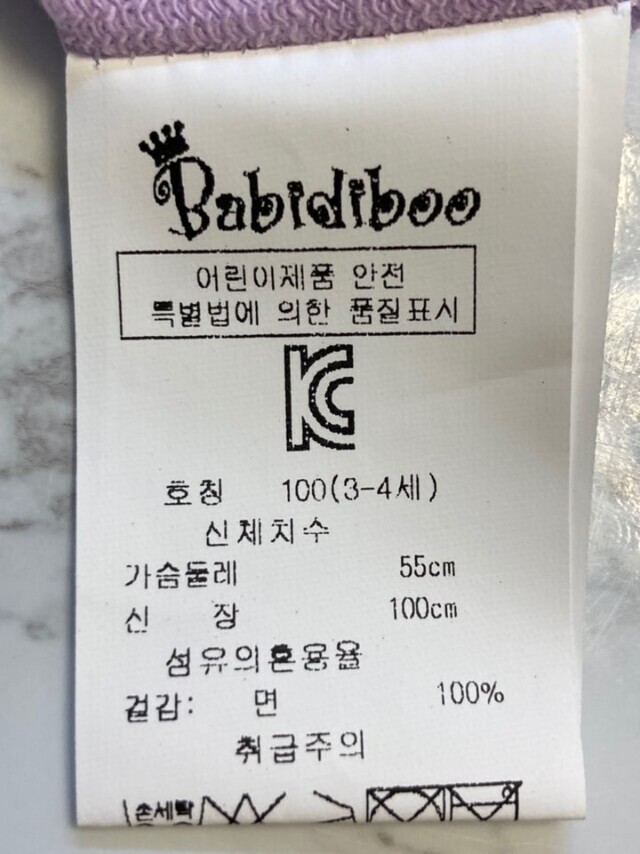 Babidiboo
어린이제품 안전
특별법에 의한 품질표시
KC
호칭 100(3-4세)
신체치수
가슴둘레 55cm
신 장 100cm
섬유의혼용율
겉감: 면 100%
취급주의
손세탁